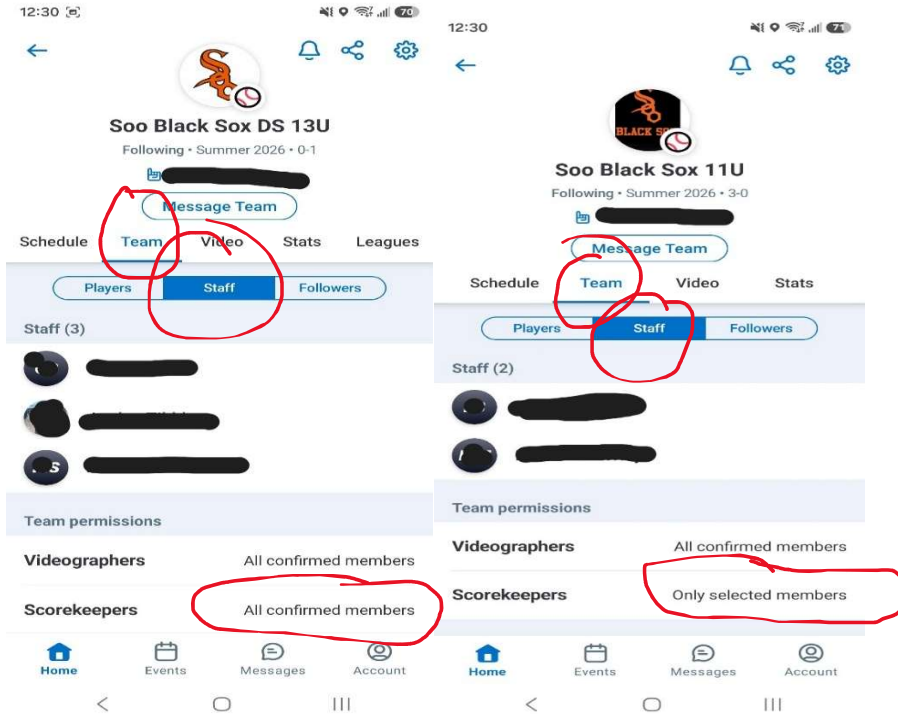 12:30
70
Soo Black Sox DS 13U
Following • Summer 2026 • 0-1
Message Team
Schedule Team Video Stats Leagues
Players Staff Followers
Staff (3)
Team permissions
Videographers All confirmed members
Scorekeepers All confirmed members
Home Events Messages Account
12:30
71
BLACK
Soo Black Sox 11U
Following • Summer 2026 • 3-0
Message Team
Schedule Team Video Stats
Players Staff Followers
Staff (2)
Team permissions
Videographers All confirmed members
Scorekeepers Only selected members
Home Events Messages Account